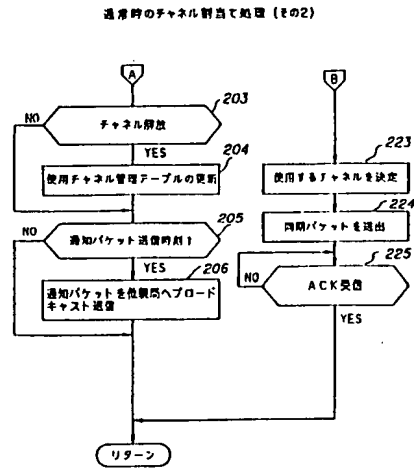 通常時のチャネル割当て処理 (その2)
A
B
203
NO
チャネル解放
YES
204
使用チャネル管理テーブルの更新
205
NO
通知パケット送信時刻?
YES
206
通知パケットを位親局へブロード
キャスト送信
223
使用するチャネルを決定
224
同期パケットを送出
225
NO
ACK受信
YES
リターン